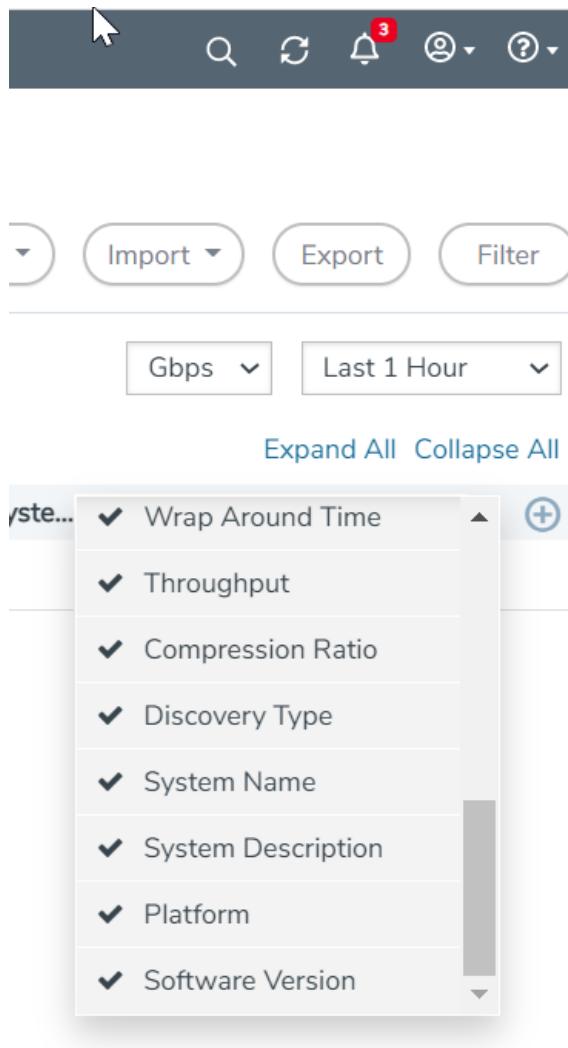 3
Import Export Filter
Gbps Last 1 Hour
Expand All Collapse All
yste...
Wrap Around Time
Throughput
Compression Ratio
Discovery Type
System Name
System Description
Platform
Software Version